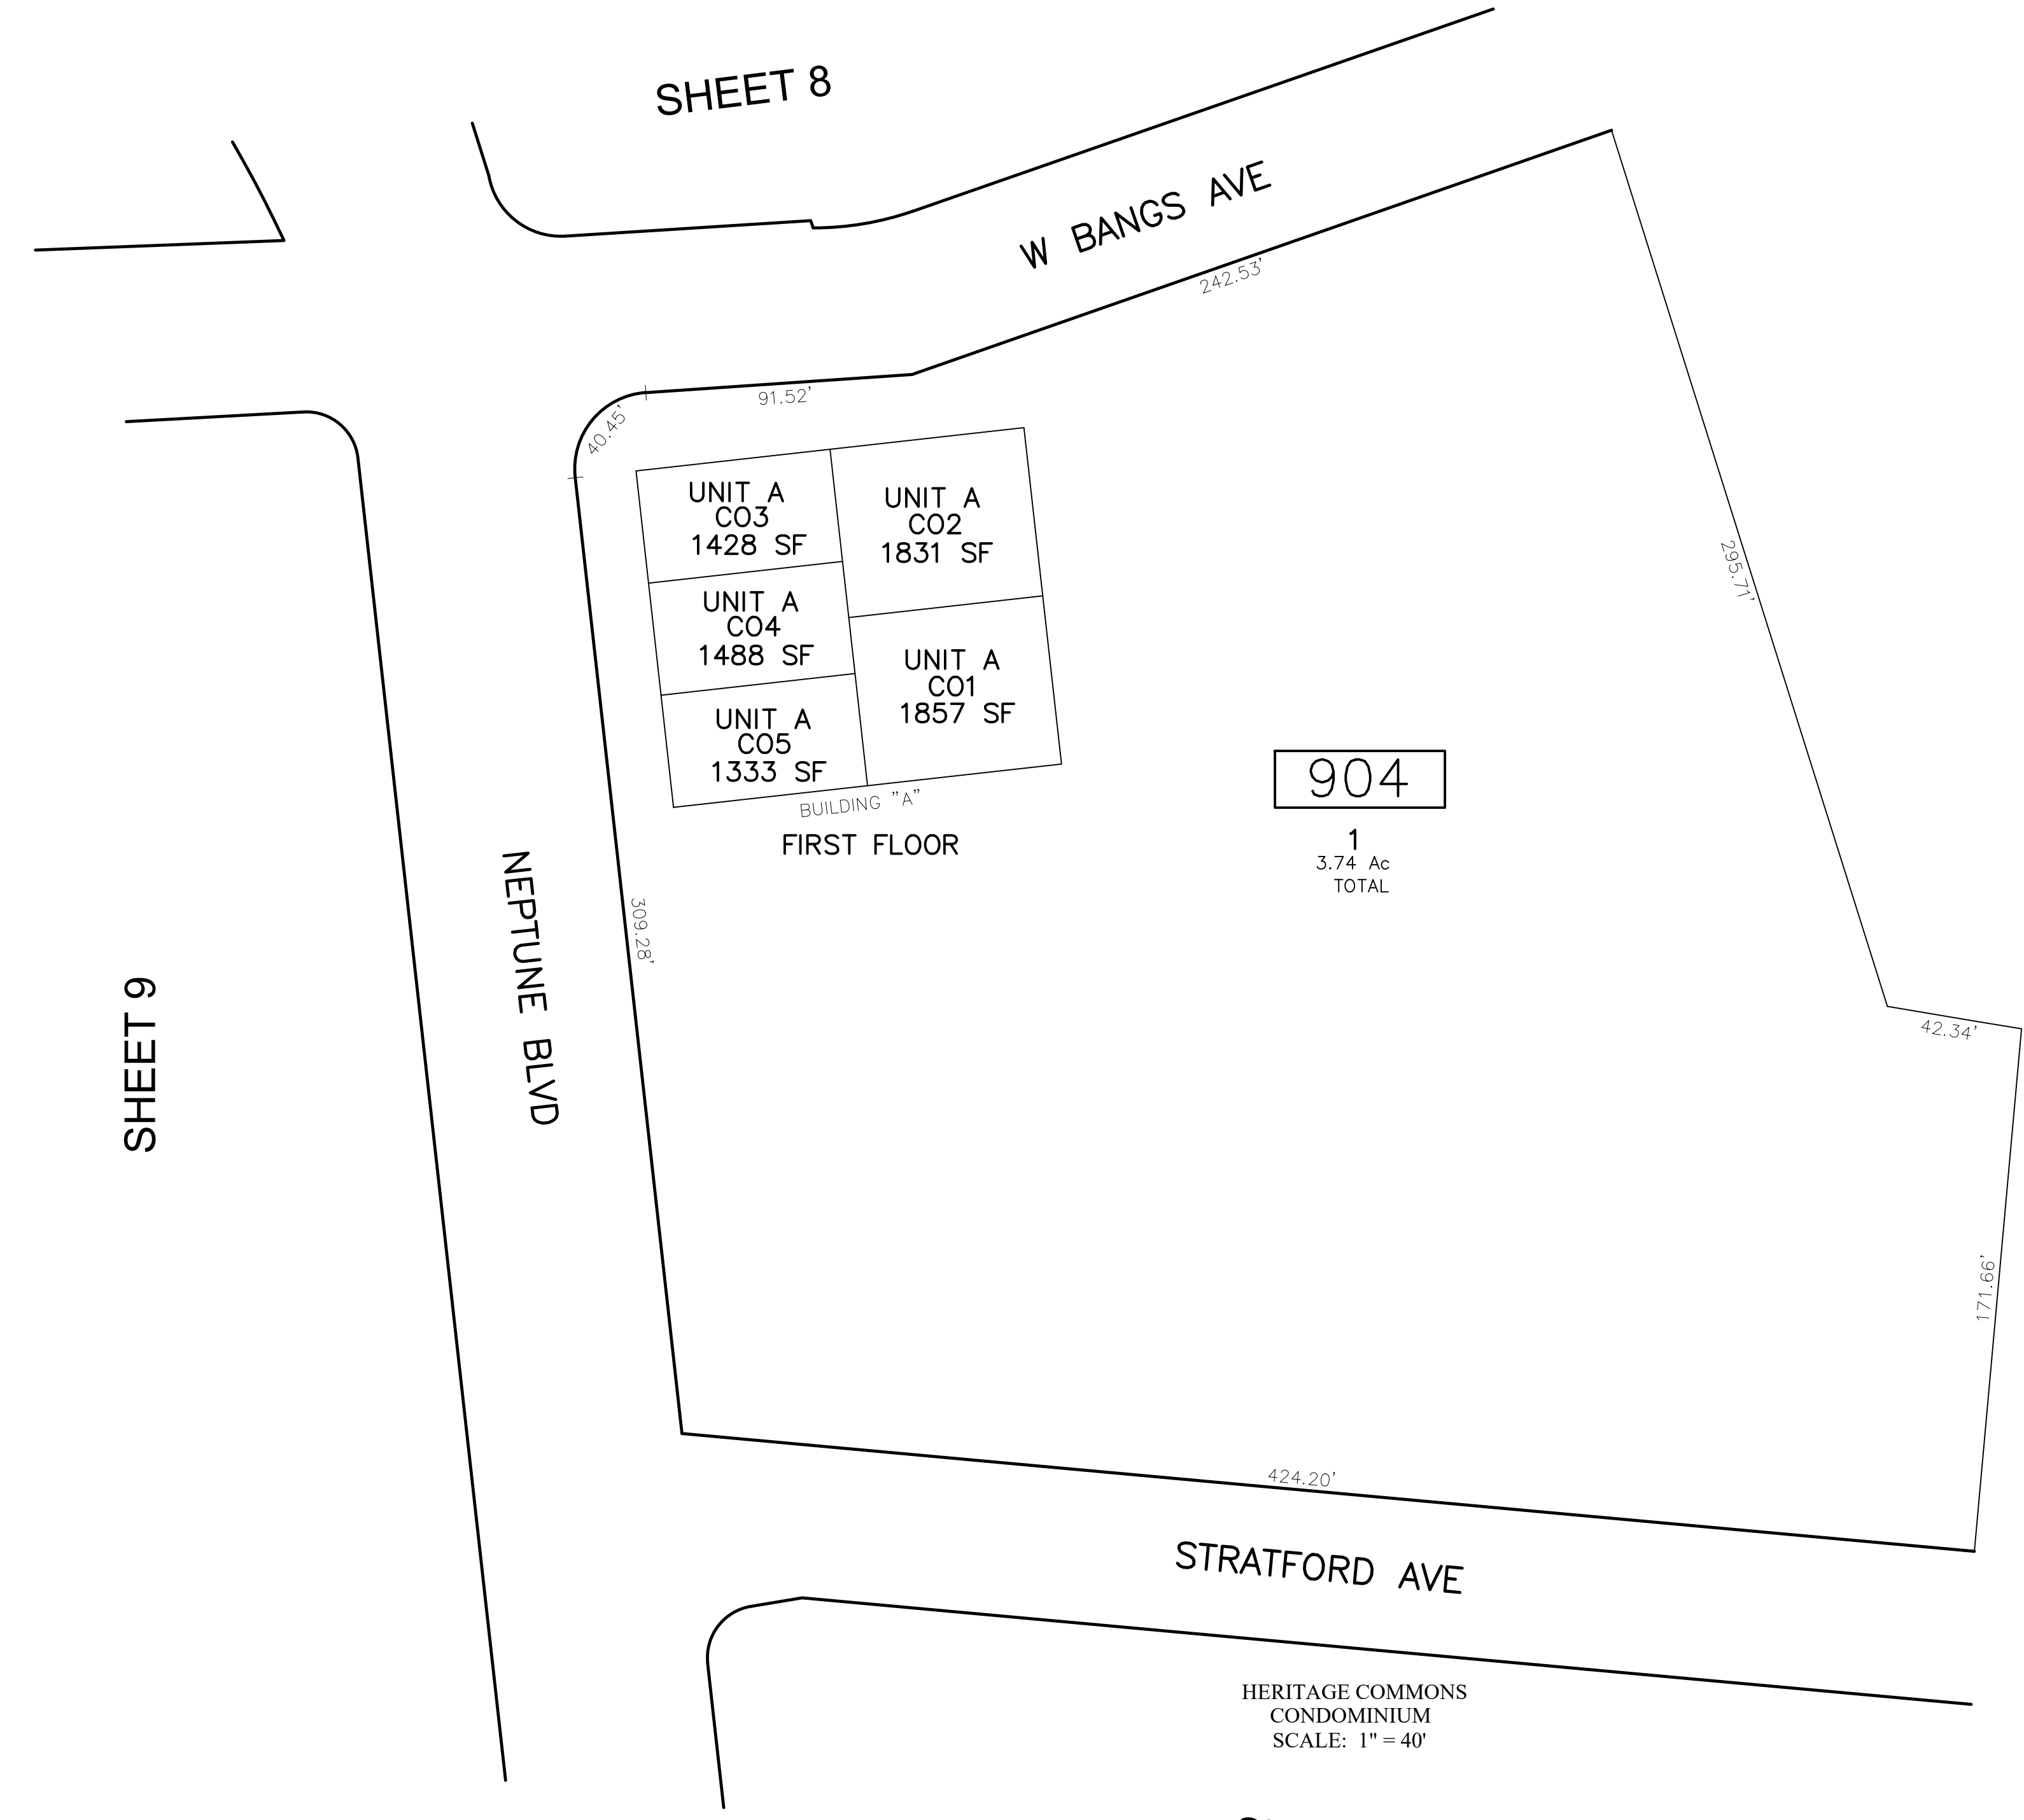 SHEET 8
W BANGS AVE
242.53'
91.52'
40.45'
UNIT A
C03
1428 SF
UNIT A
C02
1831 SF
UNIT A
C04
1488 SF
UNIT A
C01
1857 SF
UNIT A
C05
1333 SF
BUILDING "A"
FIRST FLOOR
295.71'
904
1
3.74 Ac
TOTAL
NEPTUNE BLVD
309.28'
SHEET 9
42.34'
171.66'
424.20'
STRATFORD AVE
HERITAGE COMMONS
CONDOMINIUM
SCALE: 1" = 40'